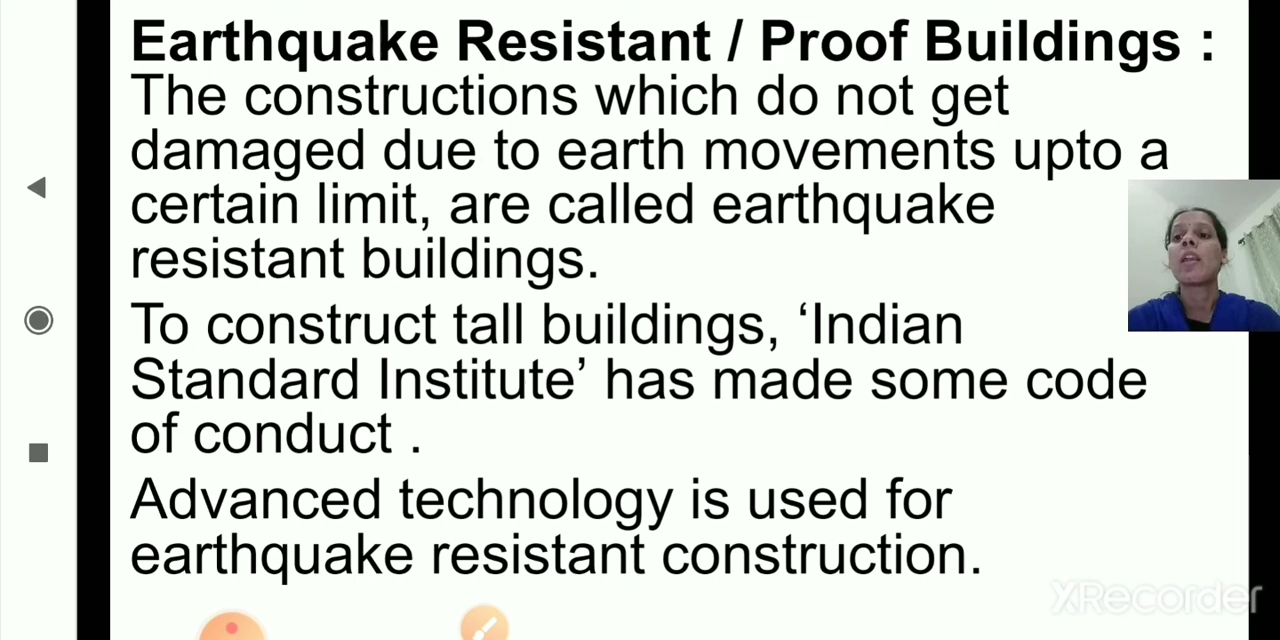 Earthquake Resistant / Proof Buildings :
The constructions which do not get
damaged due to earth movements upto a
certain limit, are called earthquake
resistant buildings.
To construct tall buildings, ‘Indian
Standard Institute’ has made some code
of conduct .
Advanced technology is used for
earthquake resistant construction.
XRecorder